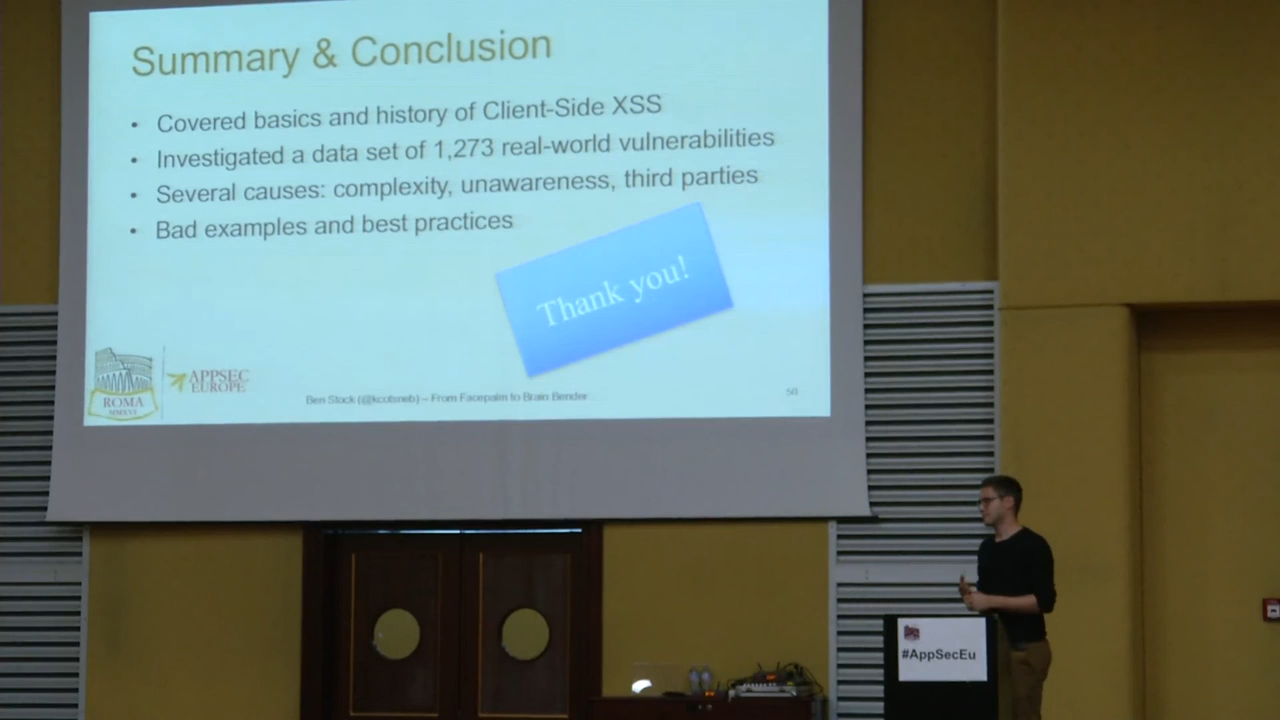 Summary & Conclusion
• Covered basics and history of Client-Side XSS
• Investigated a data set of 1,273 real-world vulnerabilities
• Several causes: complexity, unawareness, third parties
• Bad examples and best practices
Thank you!
ROMA
MMXVI
APPSEC
EUROPE
Ben Stock (@kcotsneb) – From Facepalm to Brain Bender
50
#AppSecEu